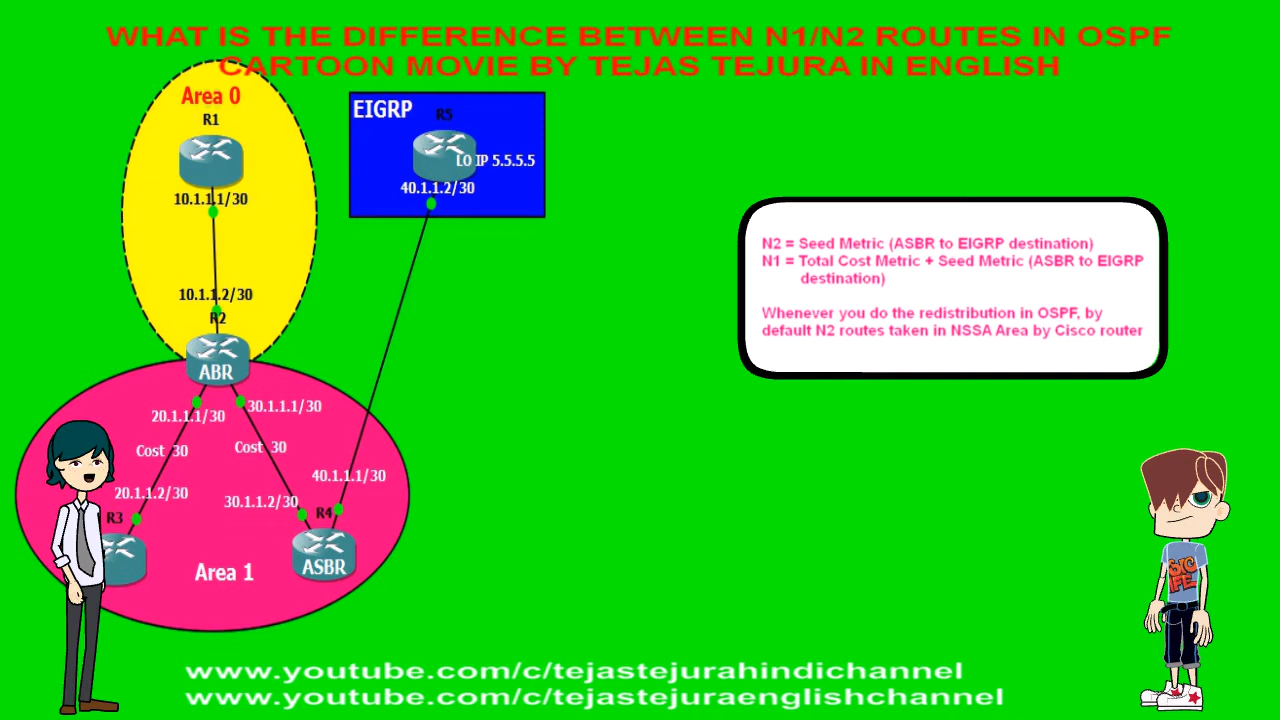 WHAT IS THE DIFFERENCE BETWEEN N1/N2 ROUTES IN OSPF
CARTOON MOVIE BY TEJAS TEJURA IN ENGLISH
Area 0
R1
10.1.1.1/30
10.1.1.2/30
R2
ABR
EIGRP
R5
LO IP 5.5.5.5
40.1.1.2/30
N2 = Seed Metric (ASBR to EIGRP destination)
N1 = Total Cost Metric + Seed Metric (ASBR to EIGRP
destination)
Whenever you do the redistribution in OSPF, by
default N2 routes taken in NSSA Area by Cisco router
20.1.1.1/30
30.1.1.1/30
Cost 30
Cost 30
40.1.1.1/30
20.1.1.2/30
30.1.1.2/30
R3
R4
ASBR
Area 1
www.youtube.com/c/tejastejurahindichannel
www.youtube.com/c/tejastejuraenglishchannel